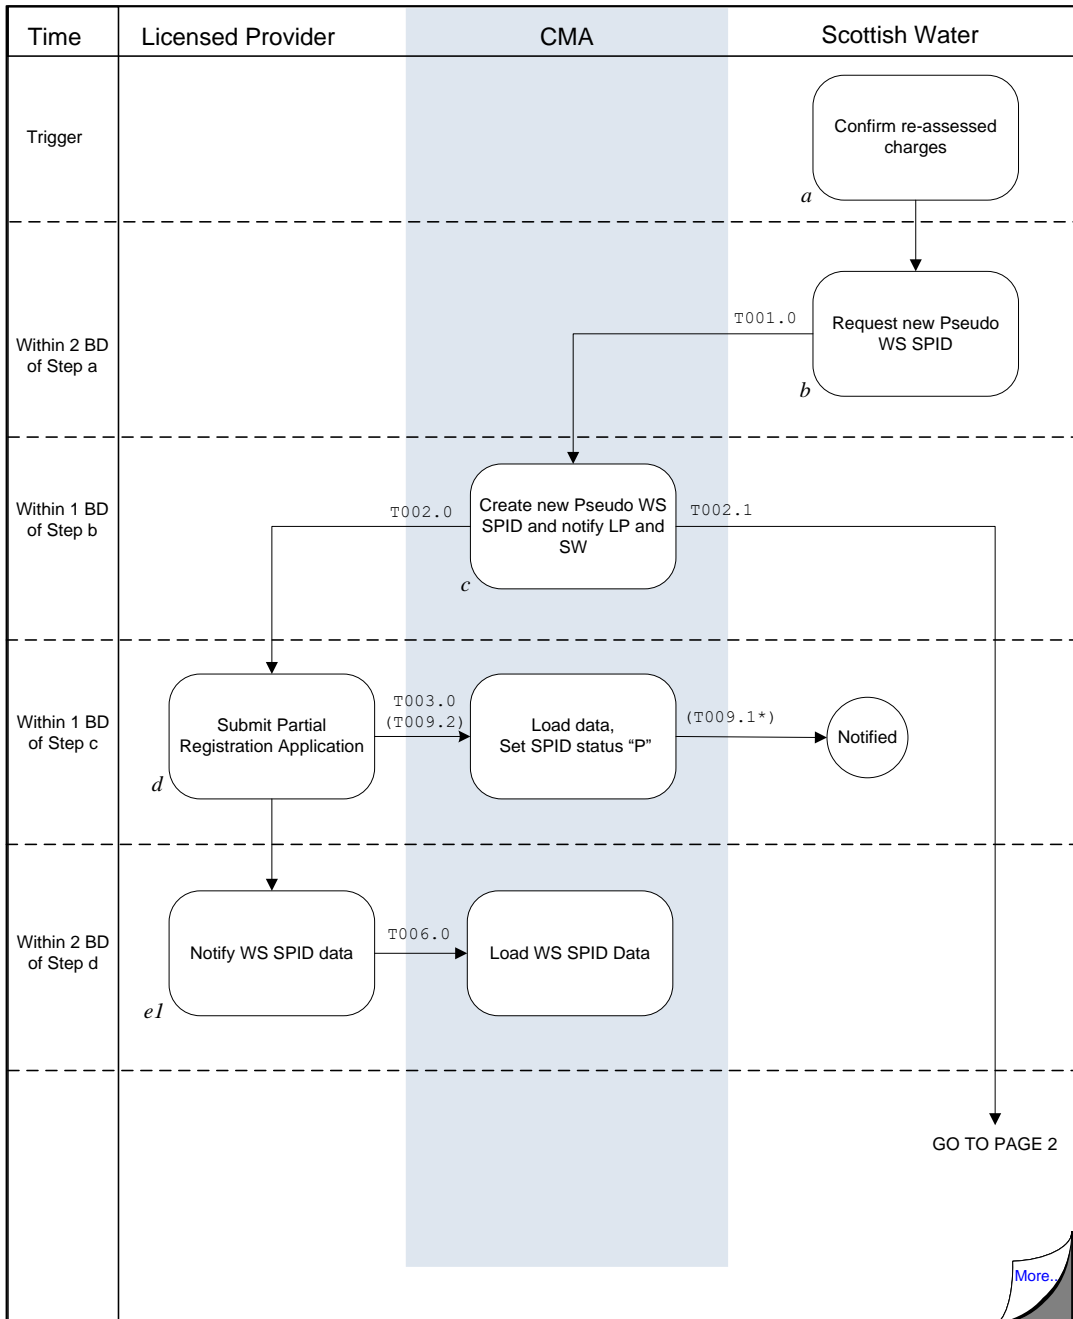 Time
Licensed Provider
CMA
Scottish Water
Trigger
Confirm re-assessed
charges
a
Within 2 BD
of Step a
T001.0
Request new Pseudo
WS SPID
b
Within 1 BD
of Step b
T002.0
Create new Pseudo WS
SPID and notify LP and
SW
T002.1
c
Within 1 BD
of Step c
Submit Partial
Registration Application
T003.0
(T009.2)
Load data,
Set SPID status “P”
(T009.1*)
Notified
d
Within 2 BD
of Step d
Notify WS SPID data
T006.0
Load WS SPID Data
e1
GO TO PAGE 2
More..